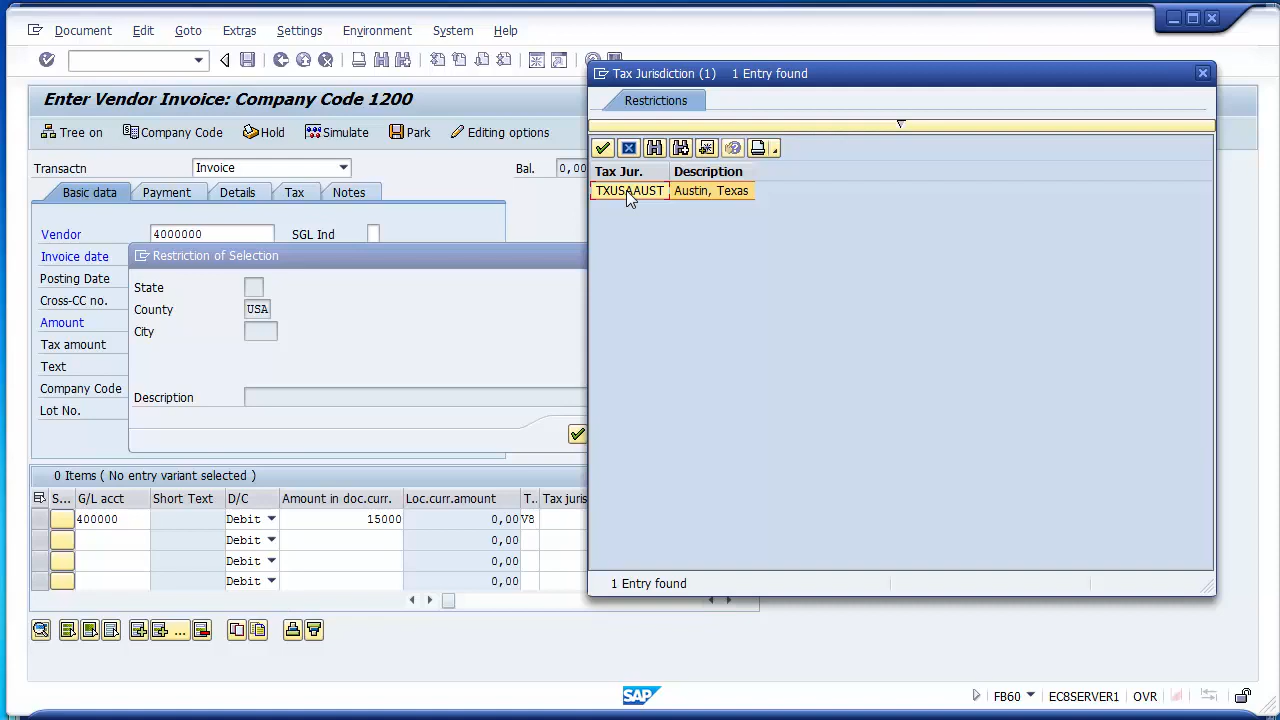 Document Edit Goto Extras Settings Environment System Help
Tax Jurisdiction (1) 1 Entry found
Restrictions
Enter Vendor Invoice: Company Code 1200
Tree on Company Code Hold Simulate Park Editing options
Transactn Invoice Bal. 0,00
Tax Jur. Description
TXUSAAUST Austin, Texas
Basic data Payment Details Tax Notes
Vendor 4000000 SGL Ind
Invoice date
Posting Date
Cross-CC no.
Amount
Tax amount
Text
Company Code
Lot No.
Restriction of Selection
State
County USA
City
Description
0 Items ( No entry variant selected )
S... G/L acct Short Text D/C Amount in doc.curr. Loc.curr.amount T.. Tax juris
400000 Debit 15000 0,00 V8
Debit 0,00
Debit 0,00
Debit 0,00
1 Entry found
...
SAP FB60 EC8SERVER1 OVR